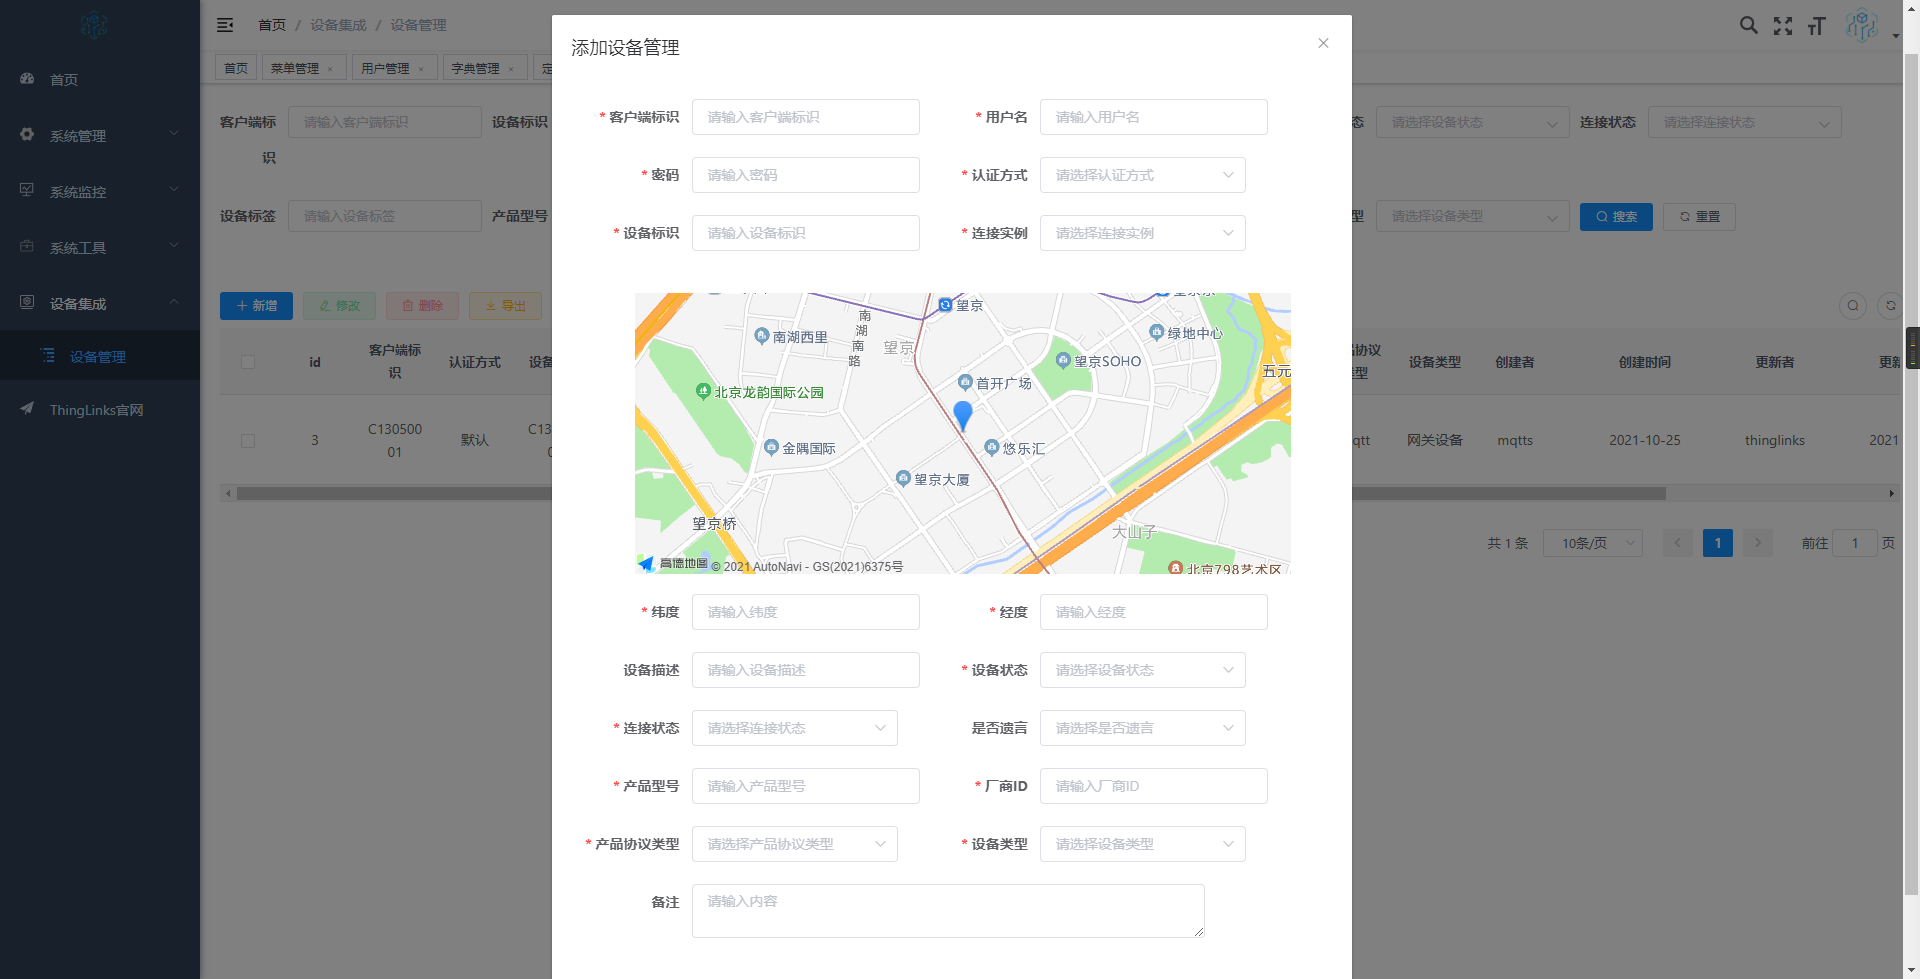 首页
系统管理
系统监控
系统工具
设备集成
设备管理
ThingLinks官网
首页 / 设备集成 / 设备管理
首页
菜单管理 ×
用户管理 ×
字典管理 ×
客户端标识
请输入客户端标识
设备标识
态
请选择设备状态
连接状态
请选择连接状态
设备标签
请输入设备标签
产品型号
型
请选择设备类型
搜索
重置
新增
修改
删除
导出
id
客户端标识
认证方式
设备类型
创建者
创建时间
更新者
3
C13050001
默认
C13
网关设备
mqtts
2021-10-25
thinglinks
2021
共 1 条
10条/页
1
前往 1 页
添加设备管理
* 客户端标识 请输入客户端标识
* 用户名 请输入用户名
* 密码 请输入密码
* 认证方式 请选择认证方式
* 设备标识 请输入设备标识
* 连接实例 请选择连接实例
望京
南湖南路
南湖西里
望京
绿地中心
望京SOHO
首开广场
五元
北京龙韵国际公园
金隅国际
悠乐汇
望京大厦
望京桥
大山子
北京798艺术区
高德地图 © 2021 AutoNavi - GS(2021)6375号
* 纬度 请输入纬度
* 经度 请输入经度
设备描述 请输入设备描述
* 设备状态 请选择设备状态
* 连接状态 请选择连接状态
是否遗言 请选择是否遗言
* 产品型号 请输入产品型号
* 厂商ID 请输入厂商ID
* 产品协议类型 请选择产品协议类型
* 设备类型 请选择设备类型
备注 请输入内容